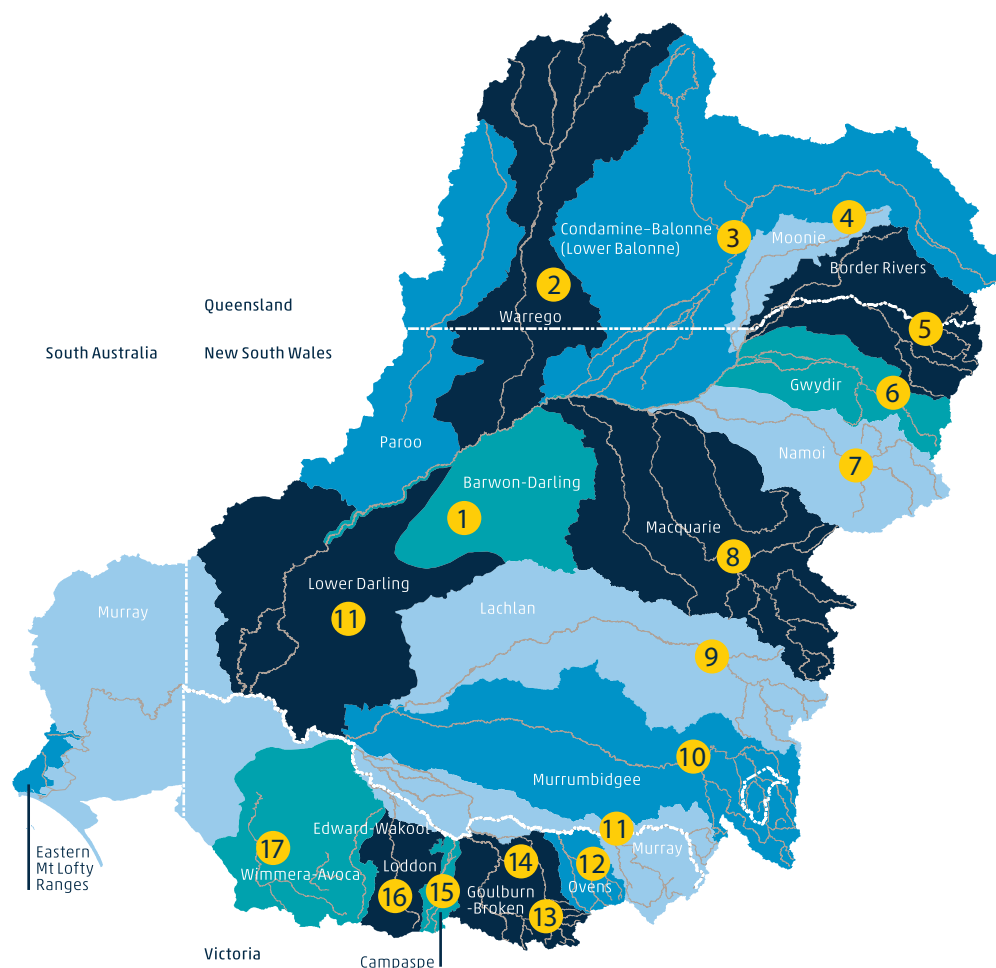 Condamine–Balonne
(Lower Balonne)
3
4
Moonie
Border Rivers
2
Warrego
Queensland
5
South Australia
New South Wales
Gwydir
6
Paroo
Namoi
7
Barwon-Darling
1
Macquarie
8
Lower Darling
11
Murray
Lachlan
9
10
Murrumbidgee
Edward-Wakool
11
Murray
17
Wimmera-Avoca
Loddon
16
15
14
Goulburn
-Broken
13
12
Ovens
Eastern
Mt Lofty
Ranges
Victoria
Campaspe